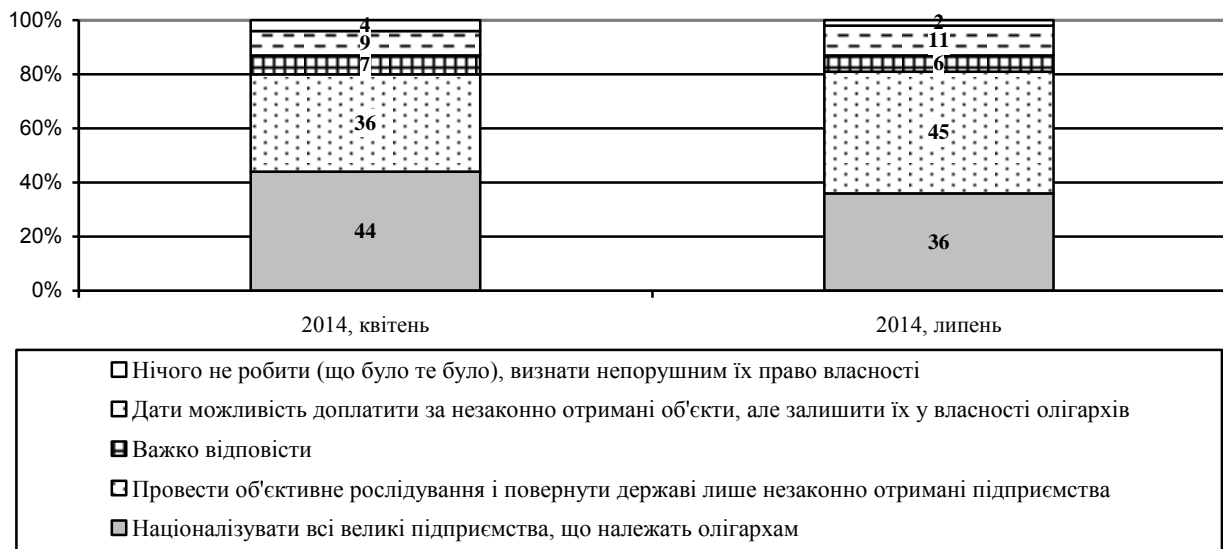 100%
80%
60%
40%
20%
0%
4
9
7
36
44
2
11
6
45
36
2014, квітень
2014, липень
Нічого не робити (що було те було), визнати непорушним їх право власності
Дати можливість доплатити за незаконно отримані об'єкти, але залишити їх у власності олігархів
Важко відповісти
Провести об'єктивне рослідування і повернути державі лише незаконно отримані підприємства
Націоналізувати всі великі підприємства, що належать олігархам